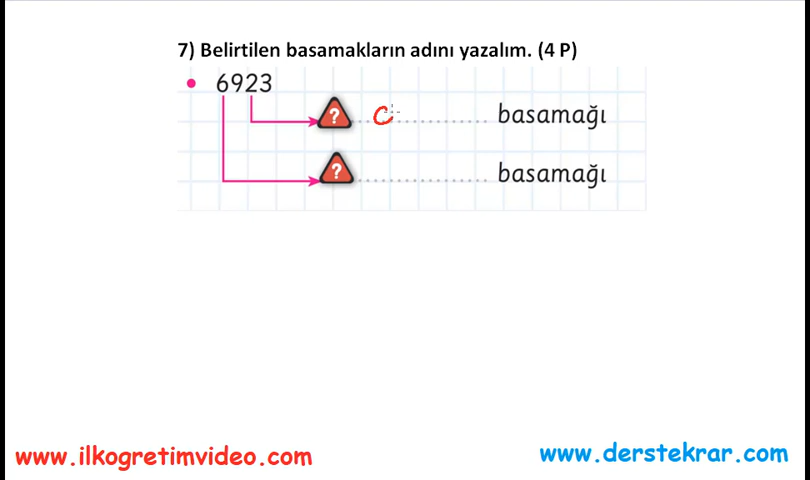 7) Belirtilen basamakların adını yazalım. (4 P)
• 6923
? ................ basamağı
? ................ basamağı
www.ilkogretimvideo.com
www.derstekrar.com